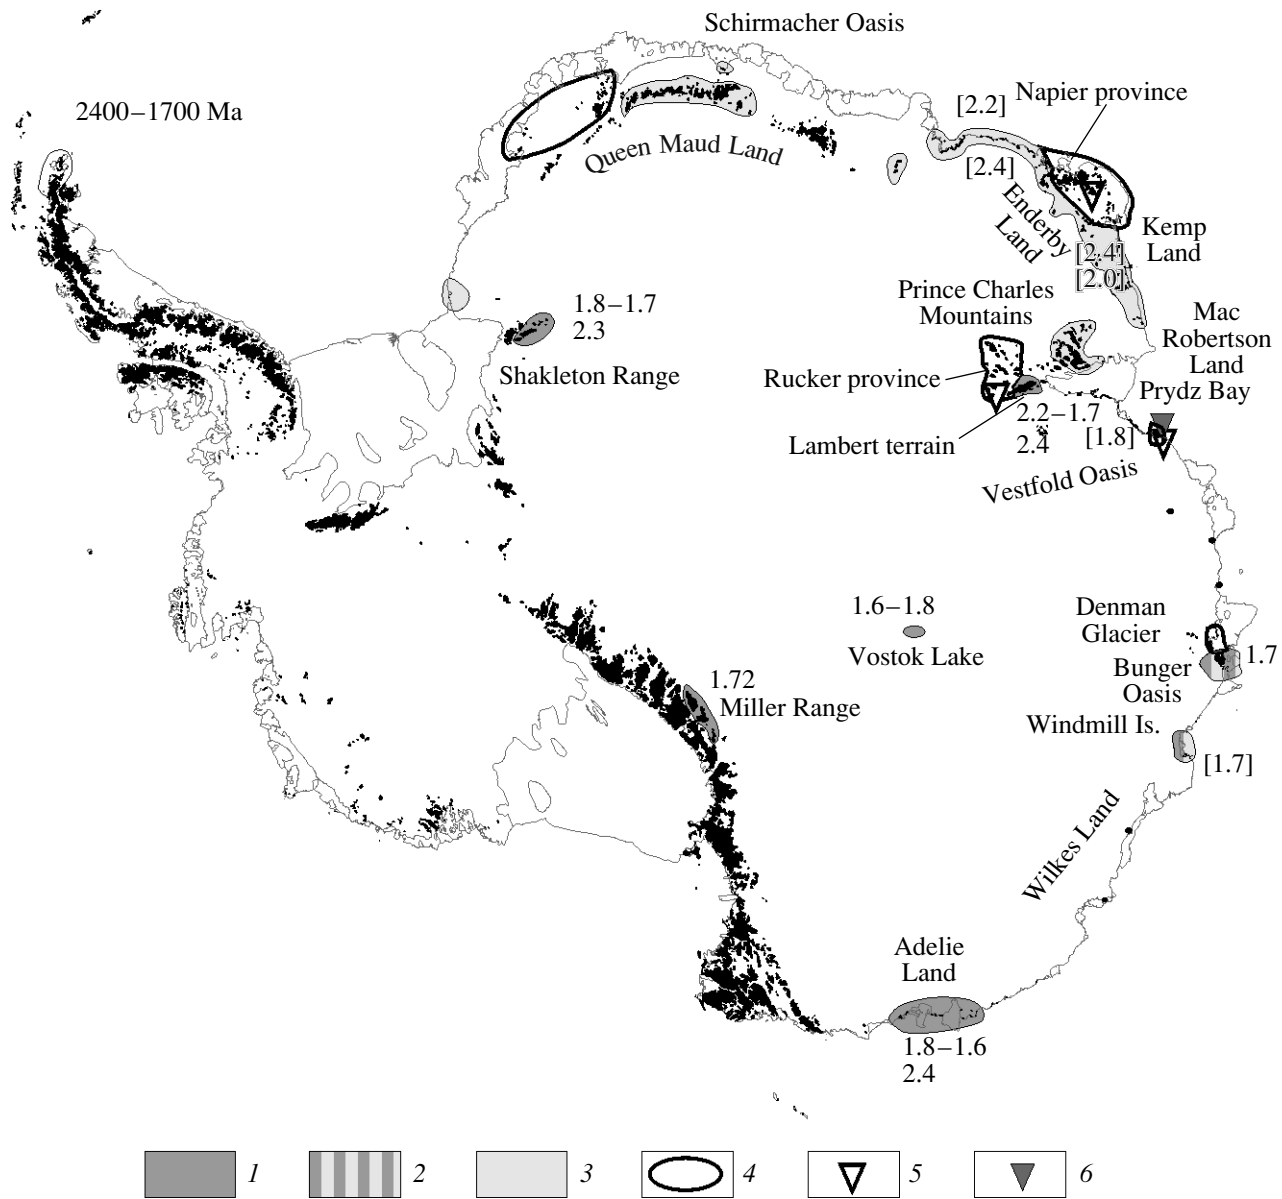 Schirmacher Oasis
2400–1700 Ma
Napier province
[2.2]
Queen Maud Land
[2.4]
Enderby
Land
Kemp
Land
[2.4]
[2.0]
1.8–1.7
2.3
Shakleton Range
Prince Charles
Mountains
Mac
Robertson
Land
Rucker province
Prydz Bay
2.2–1.7
2.4
[1.8]
Lambert terrain
Vestfold Oasis
1.6–1.8
Vostok Lake
Denman
Glacier
1.7
Bunger
Oasis
1.72
Miller Range
Windmill Is.
[1.7]
Wilkes Land
Adelie
Land
1.8–1.6
2.4
1
2
3
4
5
6